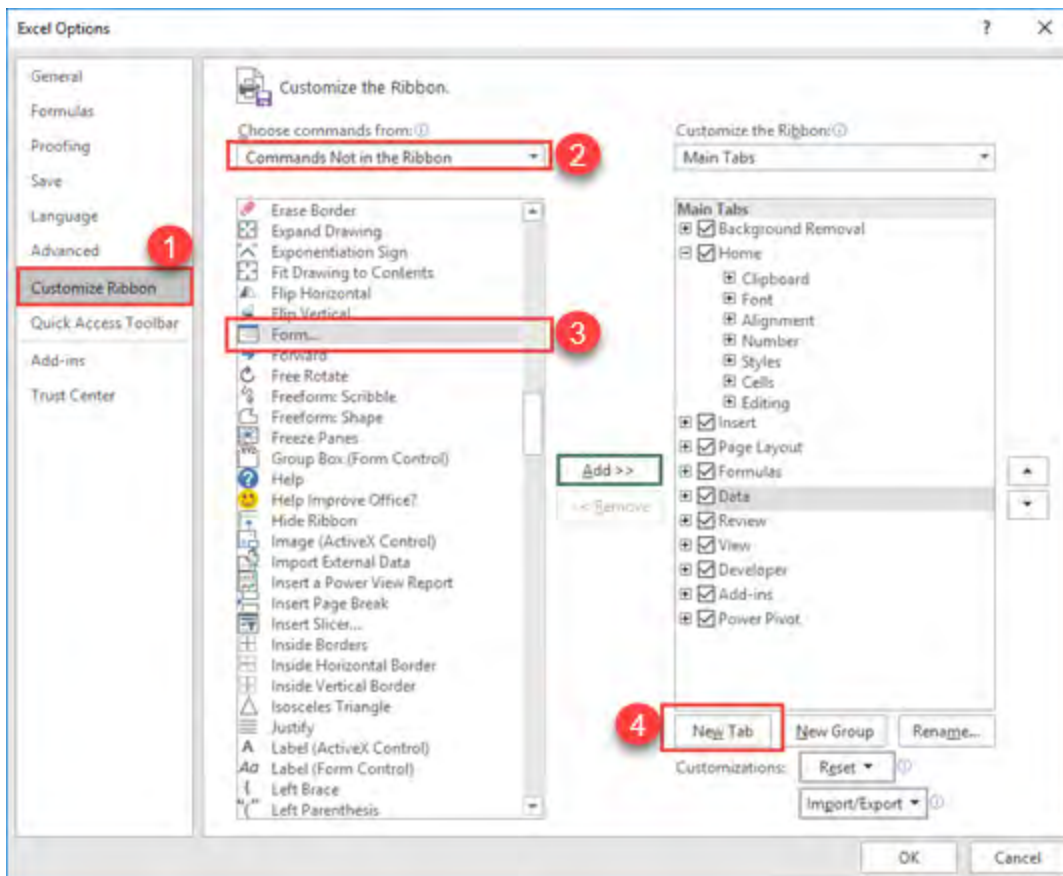 Excel Options
?
General
Formulas
Proofing
Save
Language
Advanced
1
Customize Ribbon
Quick Access Toolbar
Add-ins
Trust Center
Customize the Ribbon.
Choose commands from:
Commands Not in the Ribbon
2
Erase Border
Expand Drawing
Exponentiation Sign
Fit Drawing to Contents
Flip Horizontal
Flip Vertical
Form...
3
Forward
Free Rotate
Freeform: Scribble
Freeform: Shape
Freeze Panes
Group Box (Form Control)
Help
Help Improve Office?
Hide Ribbon
Image (ActiveX Control)
Import External Data
Insert a Power View Report
Insert Page Break
Insert Slicer...
Inside Borders
Inside Horizontal Border
Inside Vertical Border
Isosceles Triangle
Justify
A Label (ActiveX Control)
Aa Label (Form Control)
{ Left Brace
"(" Left Parenthesis
Add >>
<< Remove
Customize the Ribbon:
Main Tabs
Main Tabs
Background Removal
Home
Clipboard
Font
Alignment
Number
Styles
Cells
Editing
Insert
Page Layout
Formulas
Data
Review
View
Developer
Add-ins
Power Pivot
4
New Tab
New Group
Rename...
Customizations:
Reset
Import/Export
OK
Cancel